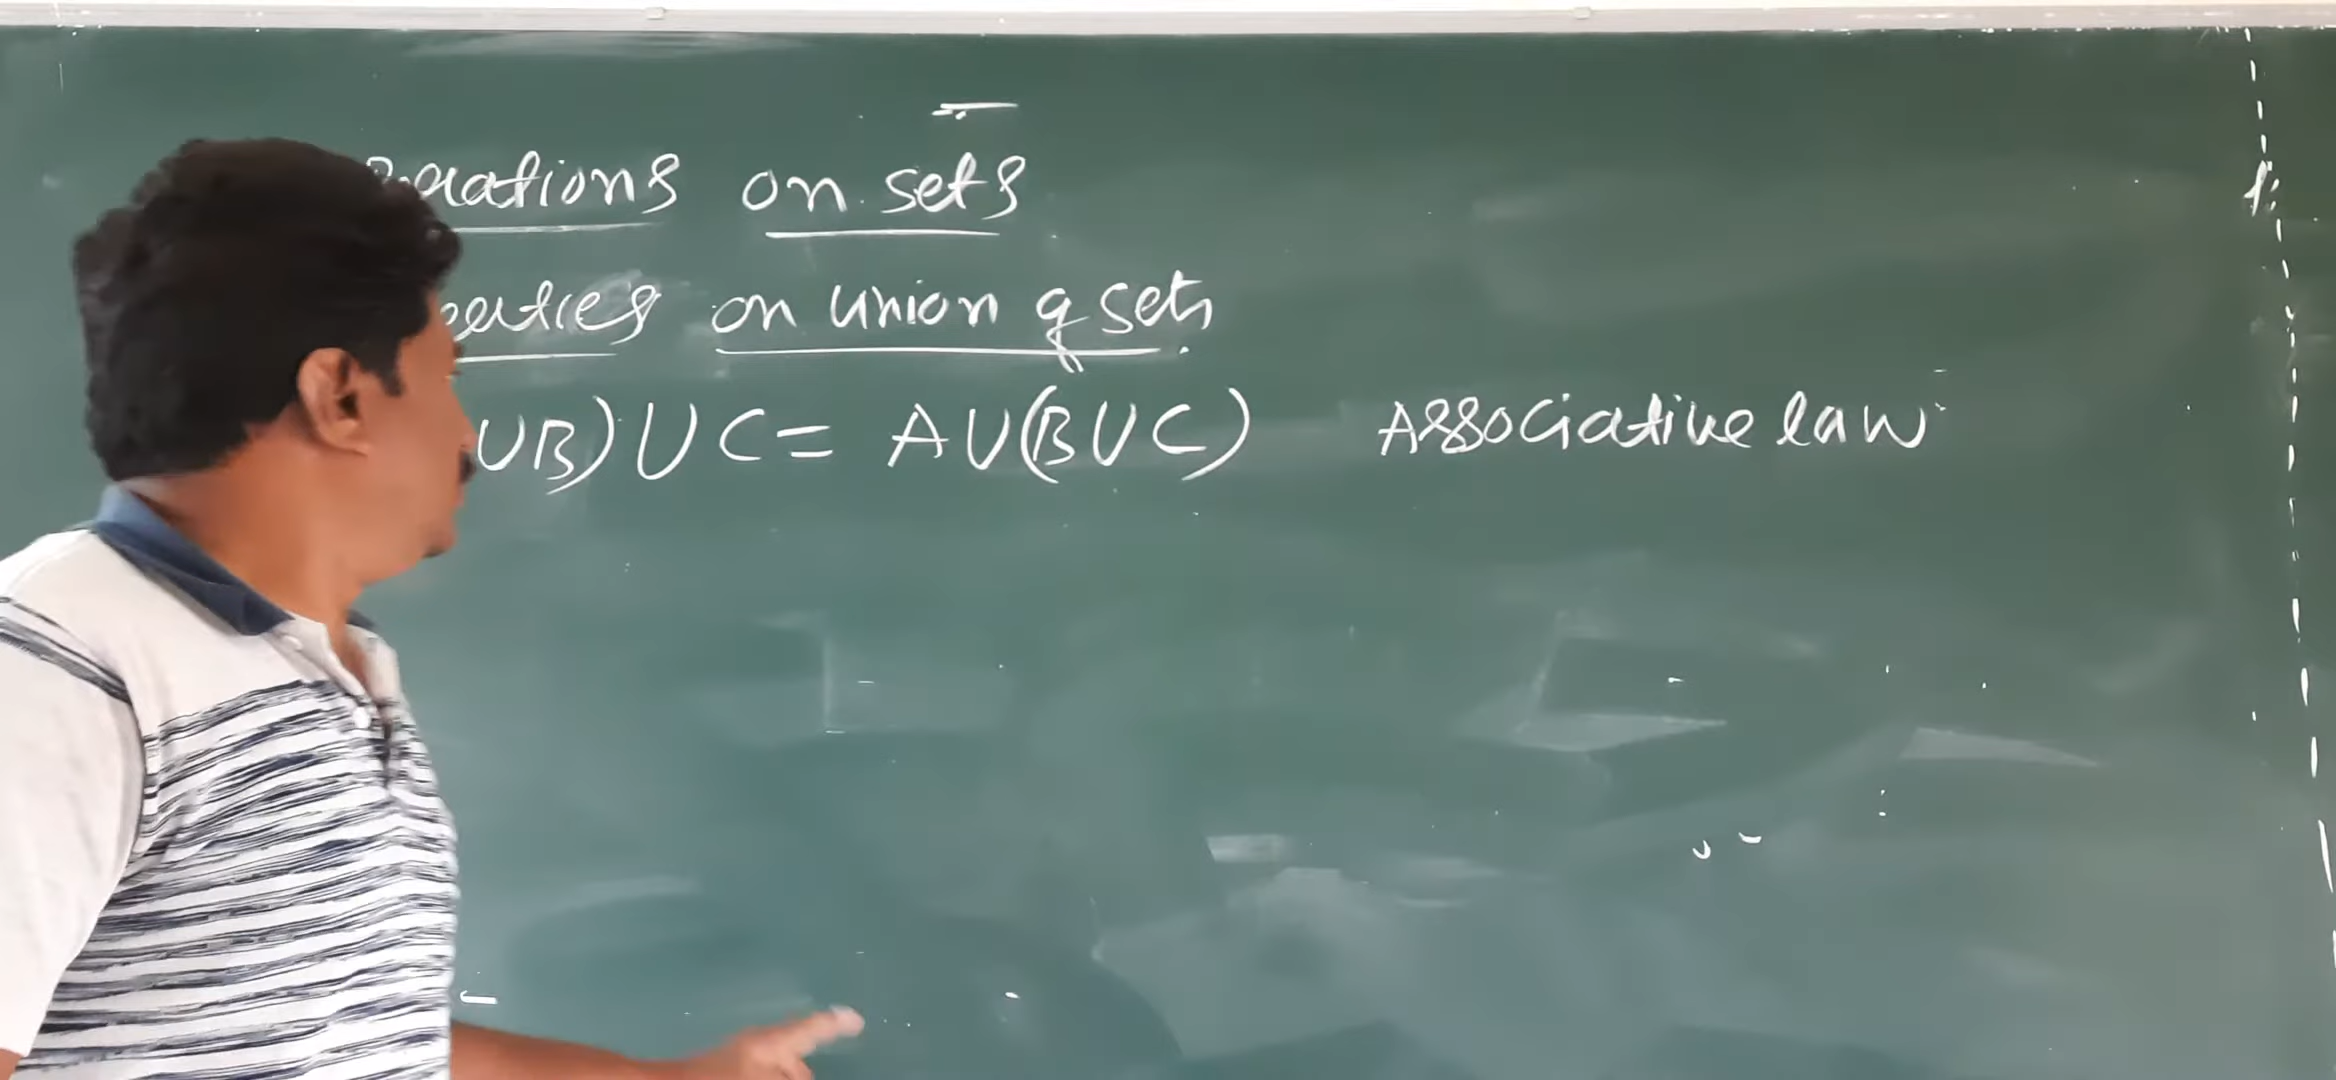 on sets
on union of sets
UB) U C = A U (B U C) Associative law